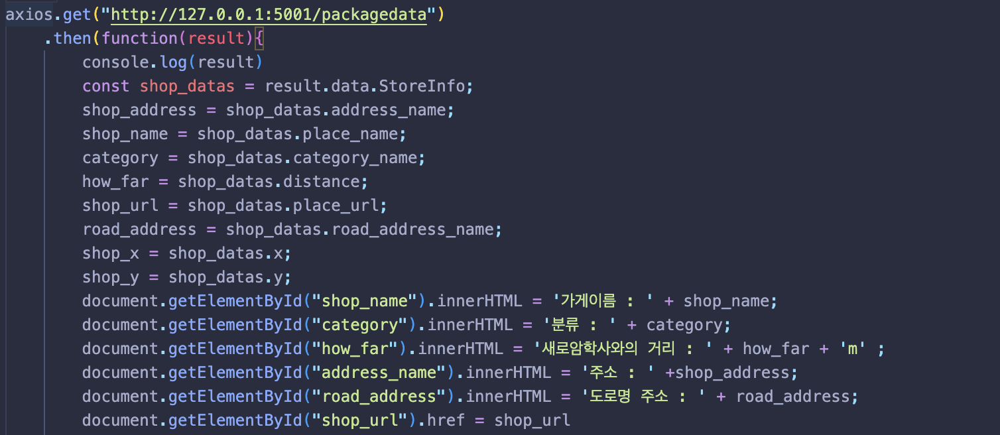 axios.get("http://127.0.0.1:5001/packagedata")
.then(function(result){
console.log(result)
const shop_datas = result.data.StoreInfo;
shop_address = shop_datas.address_name;
shop_name = shop_datas.place_name;
category = shop_datas.category_name;
how_far = shop_datas.distance;
shop_url = shop_datas.place_url;
road_address = shop_datas.road_address_name;
shop_x = shop_datas.x;
shop_y = shop_datas.y;
document.getElementById("shop_name").innerHTML = '가게이름 : ' + shop_name;
document.getElementById("category").innerHTML = '분류 : ' + category;
document.getElementById("how_far").innerHTML = '새로암학사와의 거리 : ' + how_far + 'm' ;
document.getElementById("address_name").innerHTML = '주소 : ' +shop_address;
document.getElementById("road_address").innerHTML = '도로명 주소 : ' + road_address;
document.getElementById("shop_url").href = shop_url